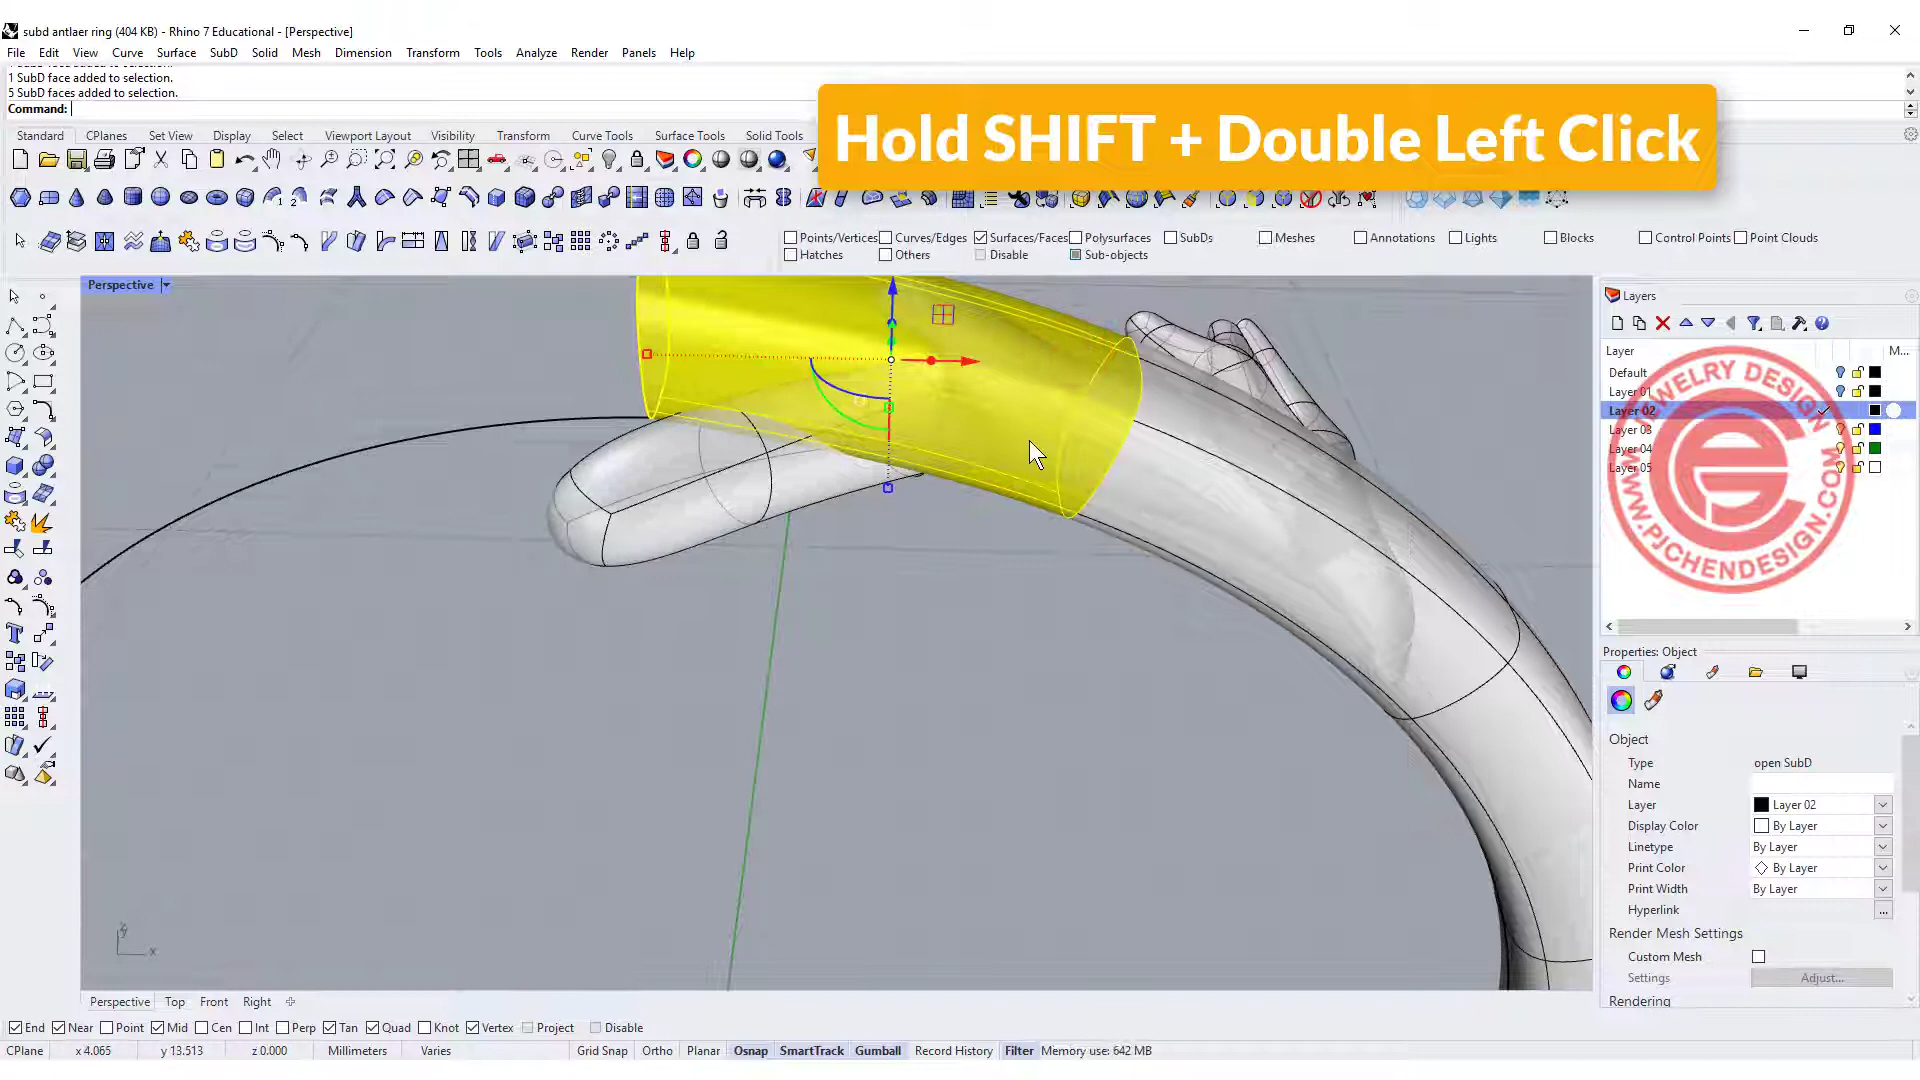 subd antlaer ring (404 KB) - Rhino 7 Educational - [Perspective]
File Edit View Curve Surface SubD Solid Mesh Dimension Transform Tools Analyze Render Panels Help
1 SubD face added to selection.
5 SubD faces added to selection.
Command:
Hold SHIFT + Double Left Click
Standard CPlanes Set View Display Select Viewport Layout Visibility Transform Curve Tools Surface Tools Solid Tools
Points/Vertices Curves/Edges Surfaces/Faces Polysurfaces SubDs Meshes Annotations Lights Blocks Control Points Point Clouds
Hatches Others Disable Sub-objects
Perspective
Layers
Layer M...
Default
Layer 01
Layer 02
Layer 03
Layer 04
Layer 05
JEWELRY DESIGN
WWW.PJCHENDESIGN.COM
Properties: Object
Object
Type open SubD
Name
Layer Layer 02
Display Color By Layer
Linetype By Layer
Print Color By Layer
Print Width By Layer
Hyperlink ...
Render Mesh Settings
Custom Mesh
Settings Adjust...
Rendering
y
x
Perspective Top Front Right
End Near Point Mid Cen Int Perp Tan Quad Knot Vertex Project Disable
CPlane x 4.065 y 13.513 z 0.000 Millimeters Varies Grid Snap Ortho Planar Osnap SmartTrack Gumball Record History Filter Memory use: 642 MB